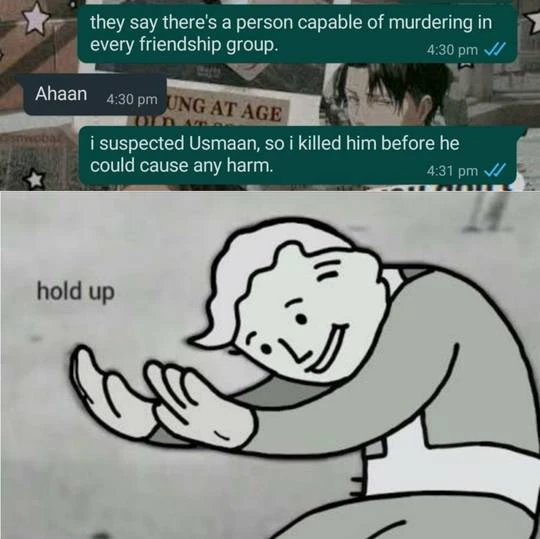 they say there's a person capable of murdering in
every friendship group.
4:30 pm
Ahaan
4:30 pm
UNG AT AGE
i suspected Usmaan, so i killed him before he
could cause any harm.
4:31 pm
hold up